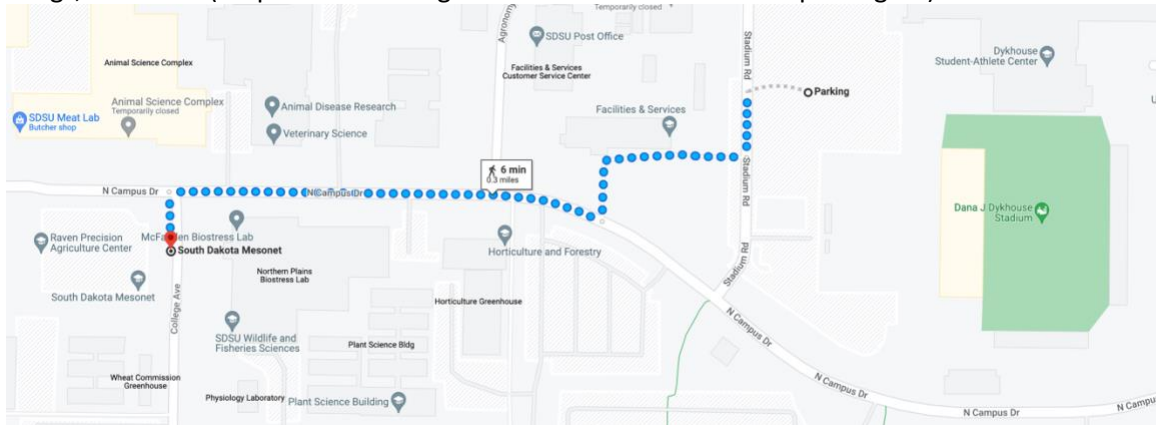 Animal Science Complex
Animal Science Complex
Temporarily closed
SDSU Meat Lab
Butcher shop
Animal Disease Research
Veterinary Science
Agronomy
SDSU Post Office
Facilities & Services
Customer Service Center
Temporarily closed
Facilities & Services
Stadium Rd
Parking
Dykhouse
Student-Athlete Center
6 min
0.3 miles
N Campus Dr
N Campus Dr
Stadium Rd
Dana J Dykhouse
Stadium
Raven Precision
Agriculture Center
McFadden Biostress Lab
South Dakota Mesonet
Horticulture and Forestry
Northern Plains
Biostress Lab
South Dakota Mesonet
College Ave
Horticulture Greenhouse
Stadium Rd
N Campus Dr
SDSU Wildlife and
Fisheries Sciences
Plant Science Bldg
Wheat Commission
Greenhouse
Physiology Laboratory
Plant Science Building
N Campus Dr
N Campus Dr
N Campu